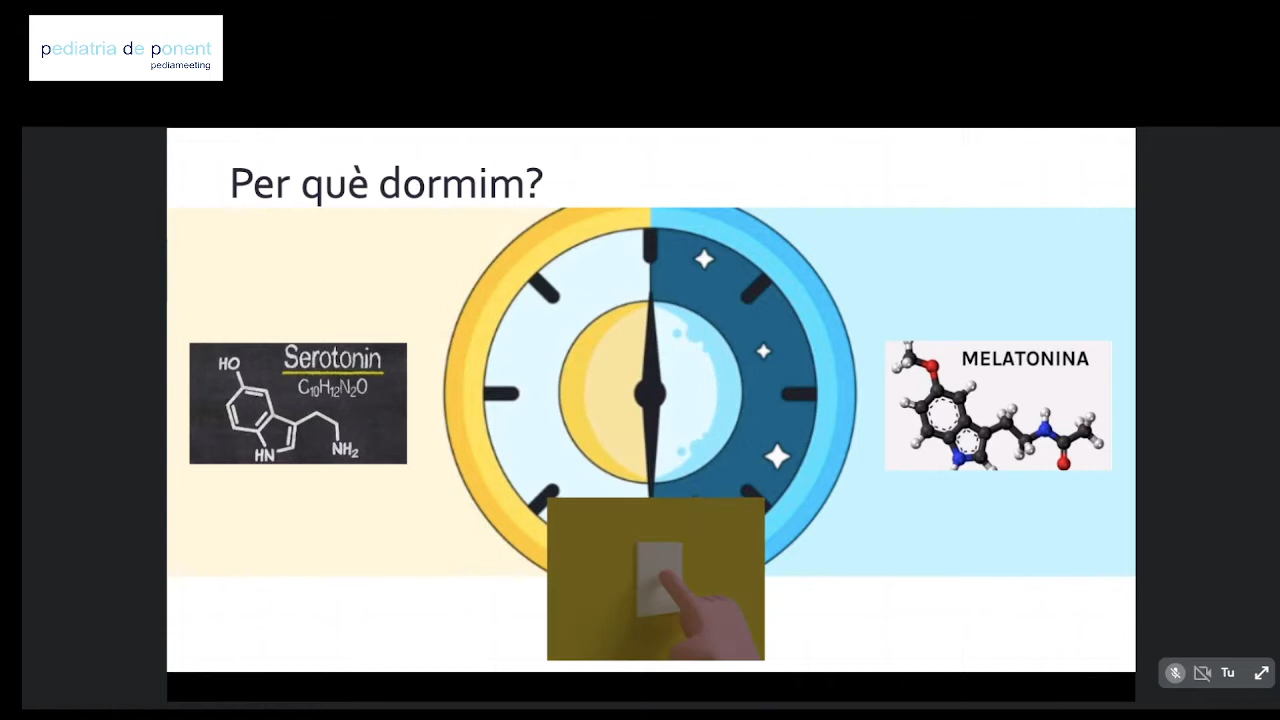 pediatria de ponent
pediameeting
Per què dormim?
Serotonin
C₁₀H₁₂N₂O
HO
HN
NH₂
MELATONINA
Tu